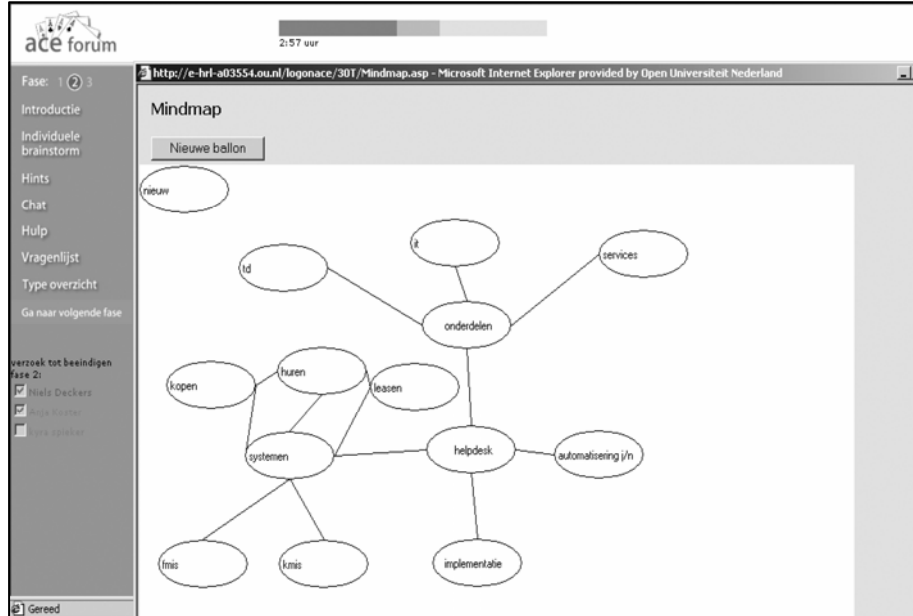 ace forum
2:57 uur
http://e-hrl-a03554.ou.nl/logonace/30T/Mindmap.asp - Microsoft Internet Explorer provided by Open Universiteit Nederland
Fase: 1 2 3
Introductie
Individuele
brainstorm
Hints
Chat
Hulp
Vragenlijst
Type overzicht
Ga naar volgende fase
verzoek tot beeindigen
fase 2:
Niels Deckers
Anja Koster
Mindmap
Nieuwe ballon
nieuw
it
td
services
onderdelen
huren
kopen
leasen
helpdesk
systemen
automatisering j/n
fmis
kmis
implementatie
Gereed